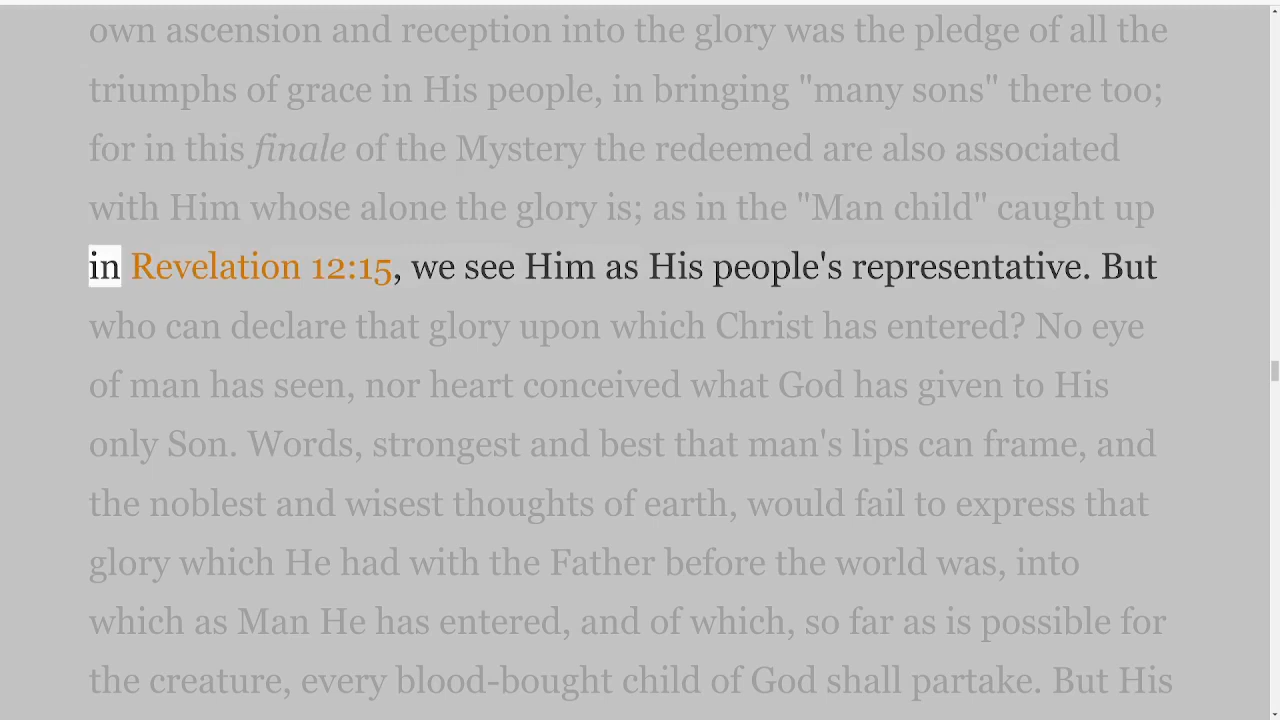 own ascension and reception into the glory was the pledge of all the
triumphs of grace in His people, in bringing "many sons" there too;
for in this finale of the Mystery the redeemed are also associated
with Him whose alone the glory is; as in the "Man child" caught up
in Revelation 12:15, we see Him as His people's representative. But
who can declare that glory upon which Christ has entered? No eye
of man has seen, nor heart conceived what God has given to His
only Son. Words, strongest and best that man's lips can frame, and
the noblest and wisest thoughts of earth, would fail to express that
glory which He had with the Father before the world was, into
which as Man He has entered, and of which, so far as is possible for
the creature, every blood-bought child of God shall partake. But His